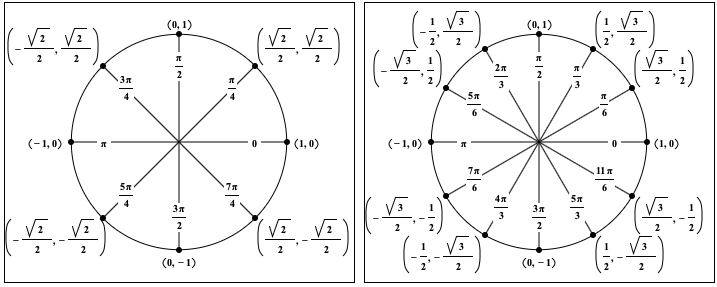 (0, 1)
(-√2/2, √2/2)
(√2/2, √2/2)
π/2
3π/4
π/4
(-1, 0)
π
0
(1, 0)
5π/4
7π/4
3π/2
(-√2/2, -√2/2)
(√2/2, -√2/2)
(0, -1)
(0, 1)
(-1/2, √3/2)
(1/2, √3/2)
(-√3/2, 1/2)
(√3/2, 1/2)
π/2
2π/3
π/3
5π/6
π/6
(-1, 0)
π
0
(1, 0)
7π/6
11π/6
4π/3
5π/3
3π/2
(-√3/2, -1/2)
(√3/2, -1/2)
(-1/2, -√3/2)
(1/2, -√3/2)
(0, -1)